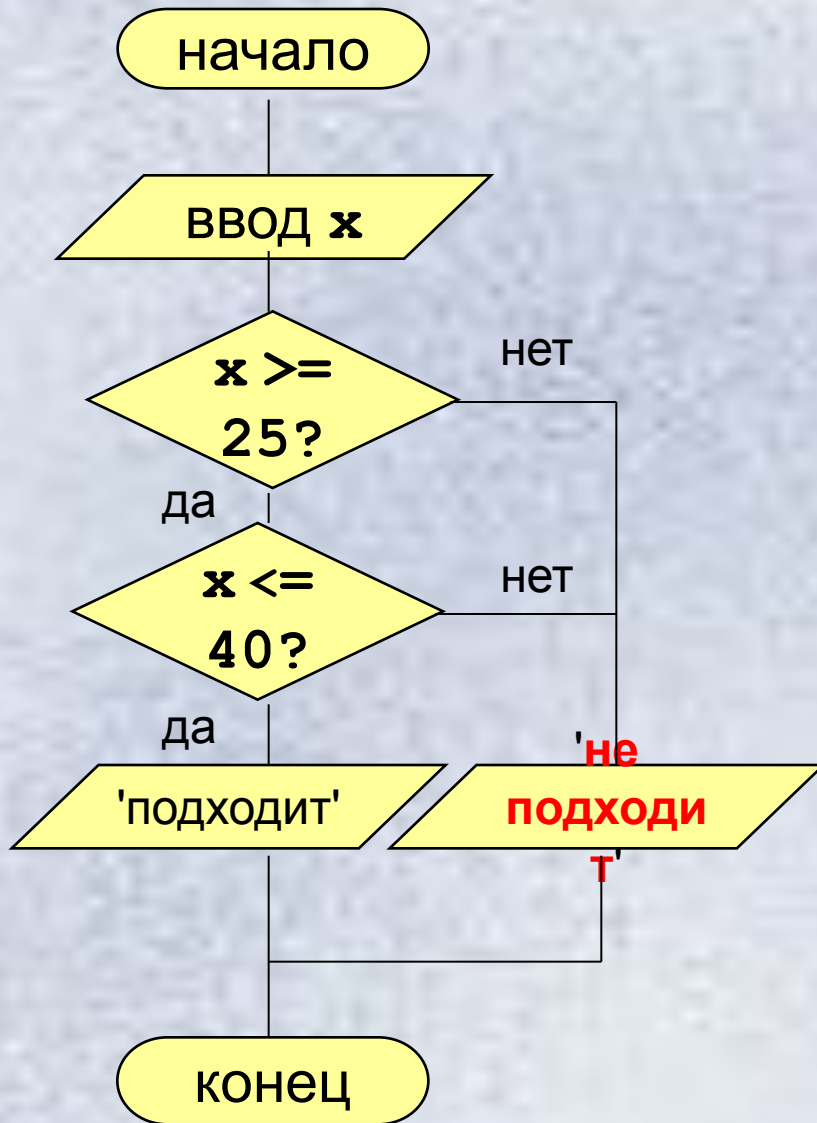 начало
ввод x
x >=
25?
нет
да
x <=
40?
нет
да
'подходит'
'не
подходи
т'
конец